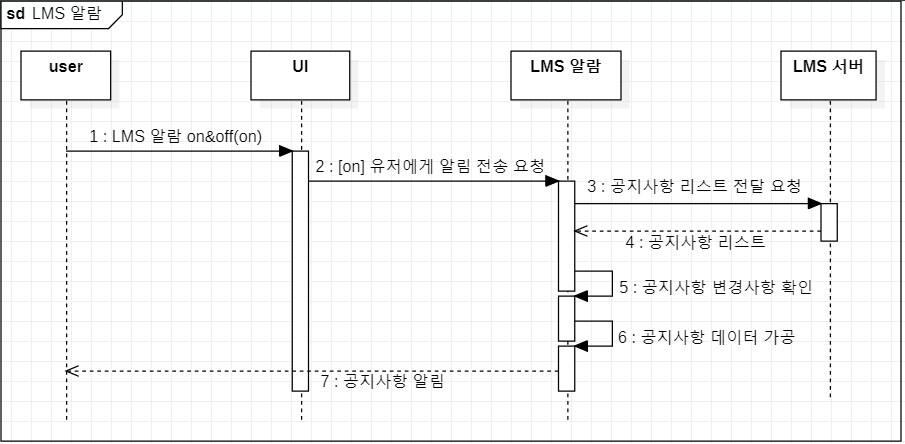 sd LMS 알람
user
UI
LMS 알람
LMS 서버
1 : LMS 알람 on&off(on)
2 : [on] 유저에게 알림 전송 요청
3 : 공지사항 리스트 전달 요청
4 : 공지사항 리스트
5 : 공지사항 변경사항 확인
6 : 공지사항 데이터 가공
7 : 공지사항 알림